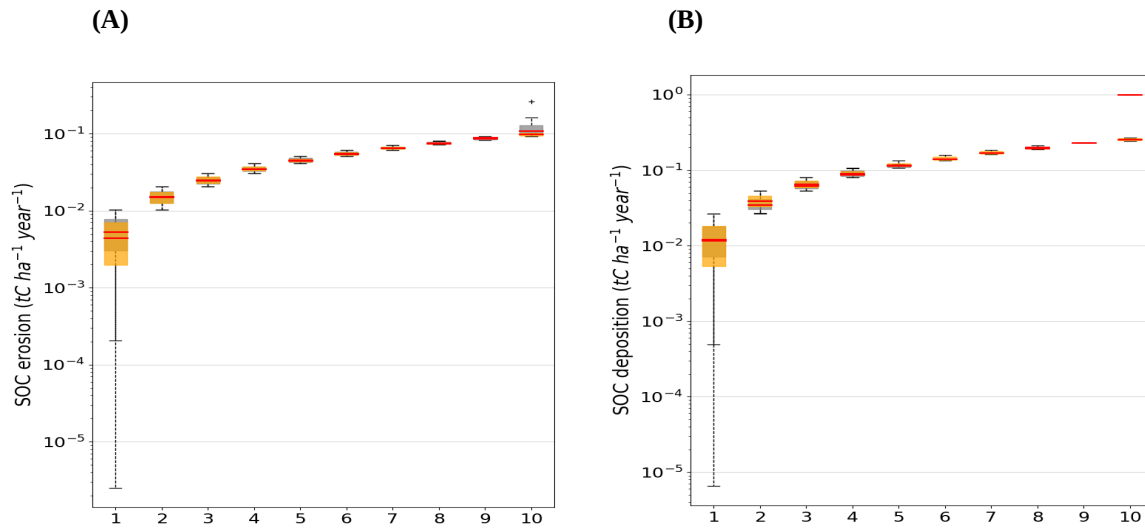 (A)
SOC erosion (tC ha⁻¹ year⁻¹)
10⁻¹
10⁻²
10⁻³
10⁻⁴
10⁻⁵
1 2 3 4 5 6 7 8 9 10
(B)
SOC deposition (tC ha⁻¹ year⁻¹)
10⁰
10⁻¹
10⁻²
10⁻³
10⁻⁴
10⁻⁵
1 2 3 4 5 6 7 8 9 10